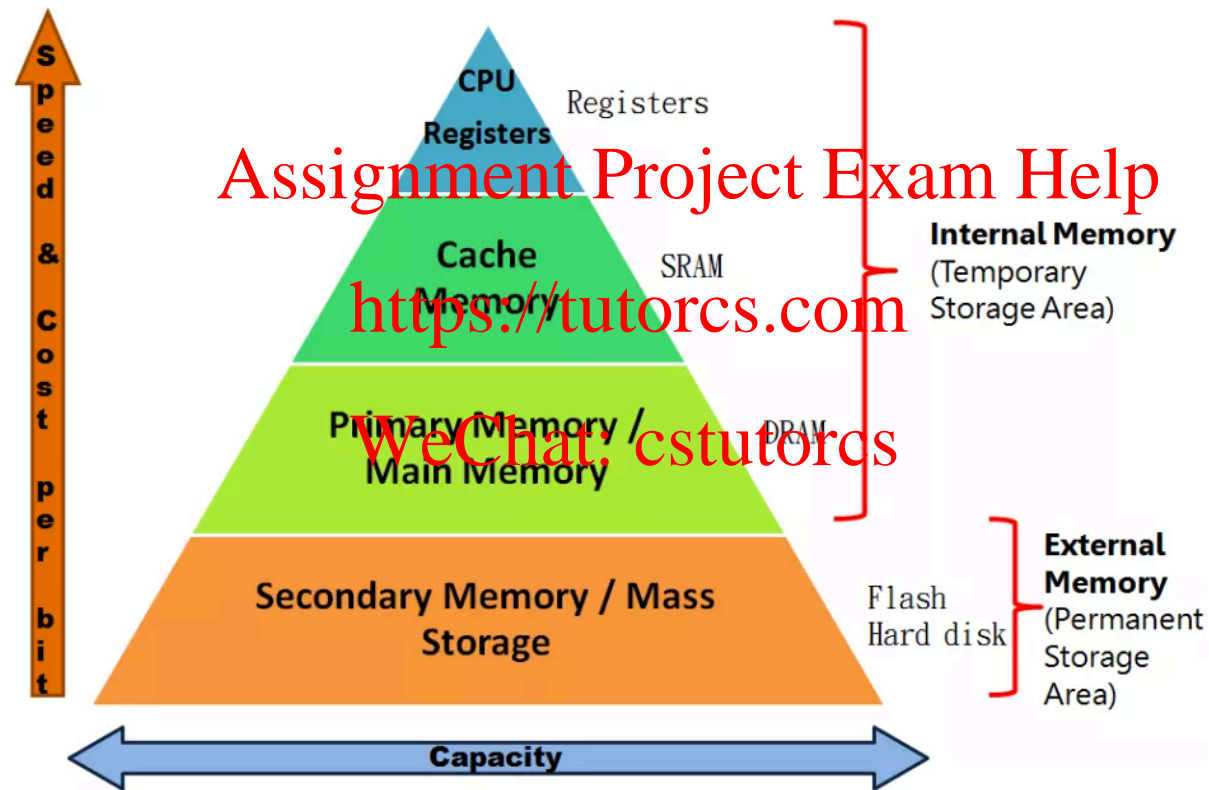 Speed & Cost per bit
CPU
Registers
Registers
Assignment Project Exam Help
Cache
Memory
SRAM
Internal Memory
(Temporary
Storage Area)
https://tutorcs.com
Primary Memory /
Main Memory
DRAM
WeChat: cstutorcs
Secondary Memory / Mass
Storage
Flash
Hard disk
External
Memory
(Permanent
Storage
Area)
Capacity